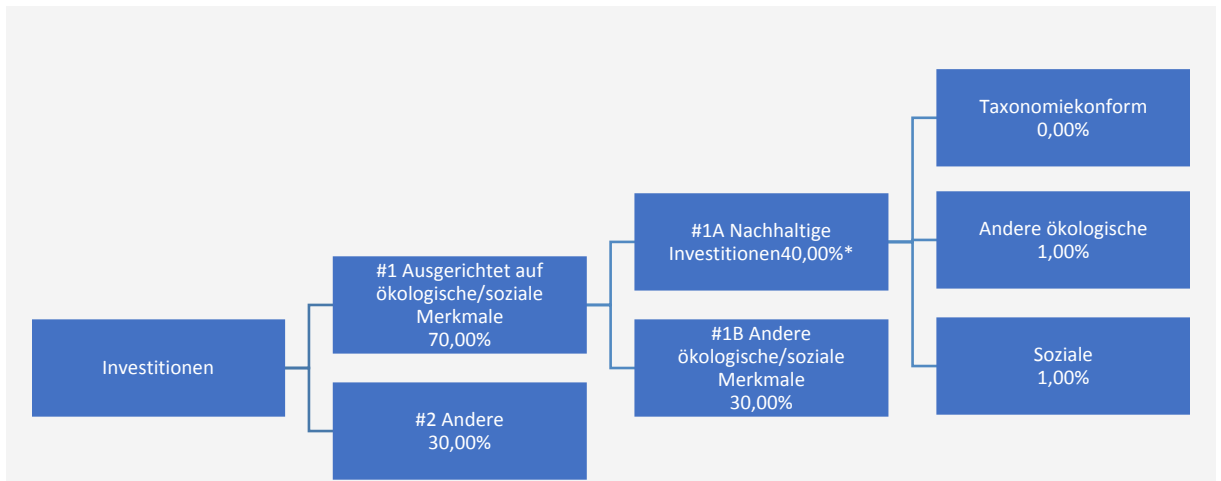 Investitionen
#1 Ausgerichtet auf
ökologische/soziale
Merkmale
70,00%
#2 Andere
30,00%
#1A Nachhaltige
Investitionen40,00%*
#1B Andere
ökologische/soziale
Merkmale
30,00%
Taxonomiekonform
0,00%
Andere ökologische
1,00%
Soziale
1,00%